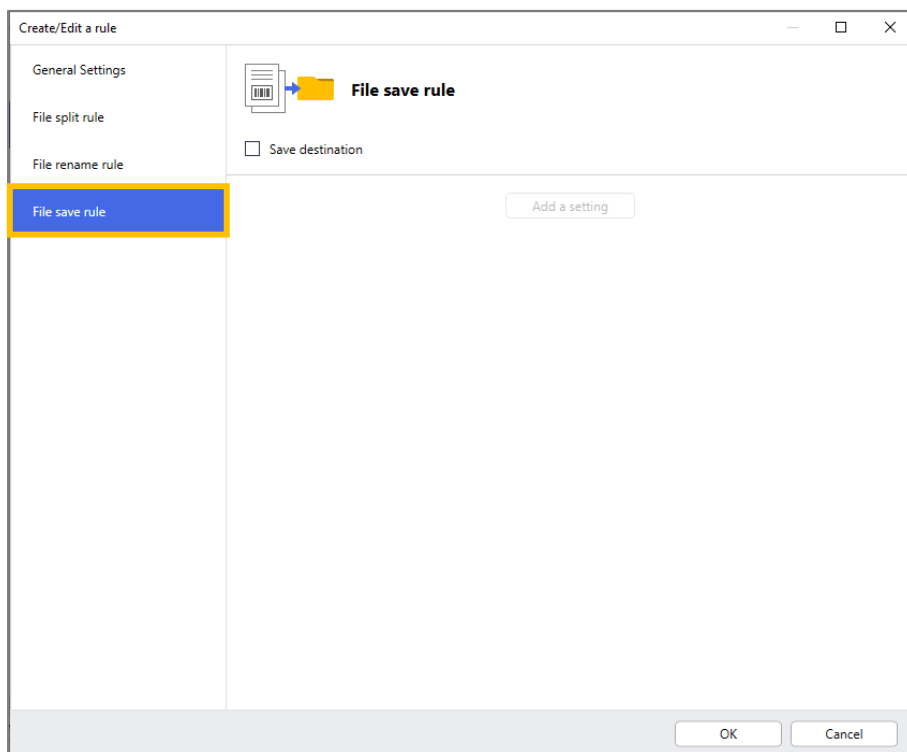 Create/Edit a rule
General Settings
File split rule
File rename rule
File save rule
File save rule
Save destination
Add a setting
OK
Cancel